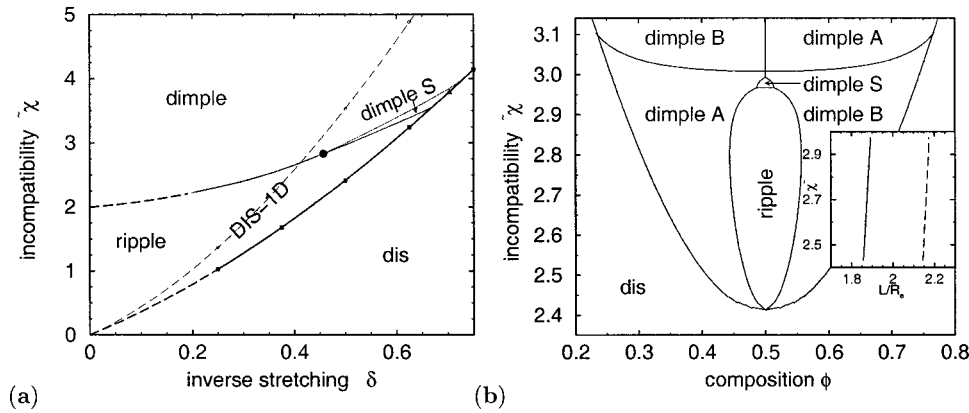 5
4
3
2
1
0
0
0.2
0.4
0.6
incompatibility ~χ
inverse stretching δ
dimple
dimple S
DIS-1D
ripple
dis
(a)
3.1
3.0
2.9
2.8
2.7
2.6
2.5
2.4
0.2
0.3
0.4
0.5
0.6
0.7
0.8
incompatibility ~χ
composition ϕ
dimple B
dimple A
dimple S
dimple A
dimple B
ripple
dis
2.9
2.7
2.5
~χ
1.8
2
2.2
L/Re
(b)